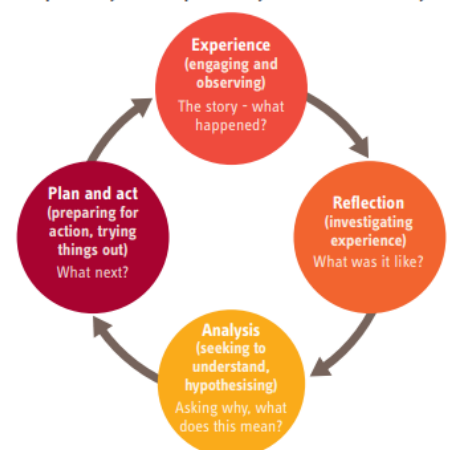 Experience
(engaging and
observing)
The story - what
happened?
Reflection
(investigating
experience)
What was it like?
Analysis
(seeking to
understand,
hypothesising)
Asking why, what
does this mean?
Plan and act
(preparing for
action, trying
things out)
What next?